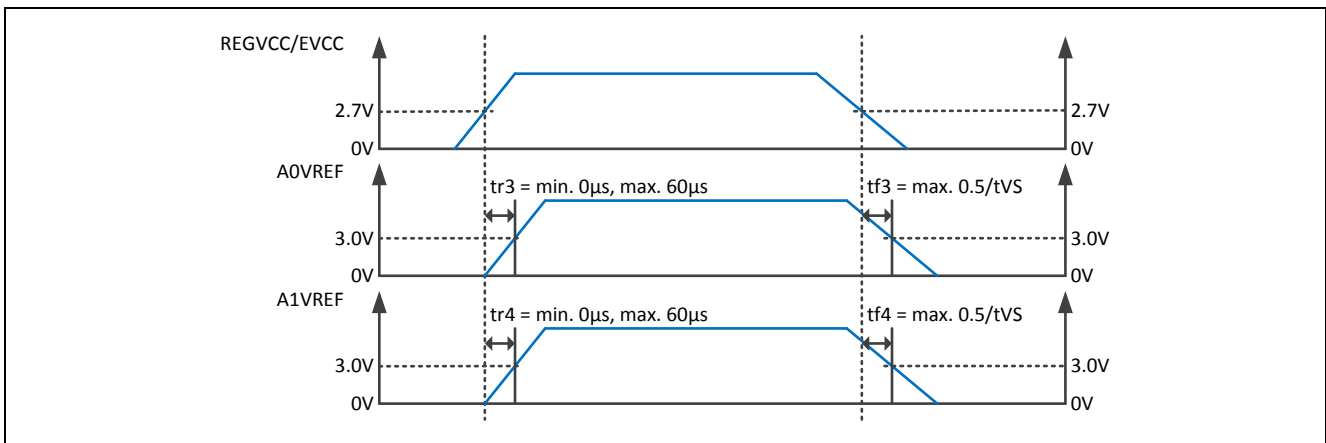 REGVCC/EVCC
2.7V
2.7V
0V
0V
A0VREF
tr3 = min. 0µs, max. 60µs
tf3 = max. 0.5/tVS
3.0V
3.0V
0V
0V
A1VREF
tr4 = min. 0µs, max. 60µs
tf4 = max. 0.5/tVS
3.0V
3.0V
0V
0V